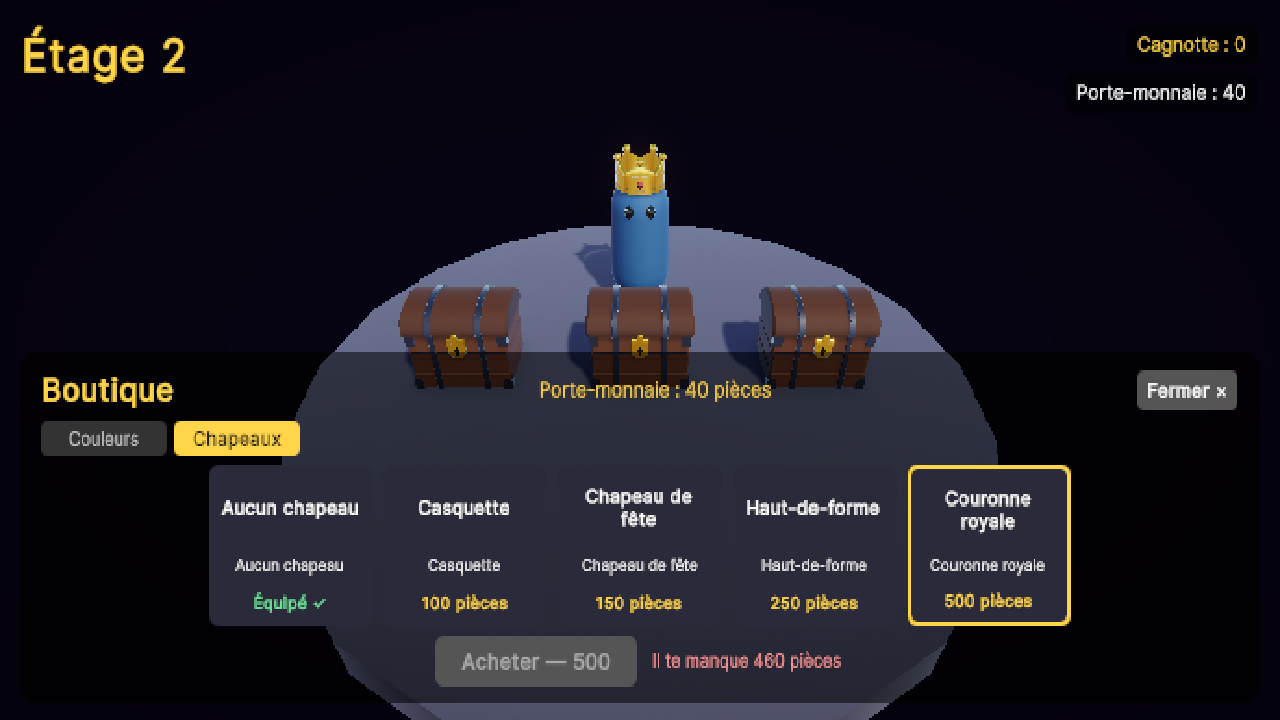 Étage 2
Cagnotte : 0
Porte-monnaie : 40
Boutique
Porte-monnaie : 40 pièces
Fermer ×
Couleurs
Chapeaux
Aucun chapeau
Aucun chapeau
Équipé ✓
Casquette
Casquette
100 pièces
Chapeau de
fête
Chapeau de fête
150 pièces
Haut-de-forme
Haut-de-forme
250 pièces
Couronne
royale
Couronne royale
500 pièces
Acheter — 500
Il te manque 460 pièces